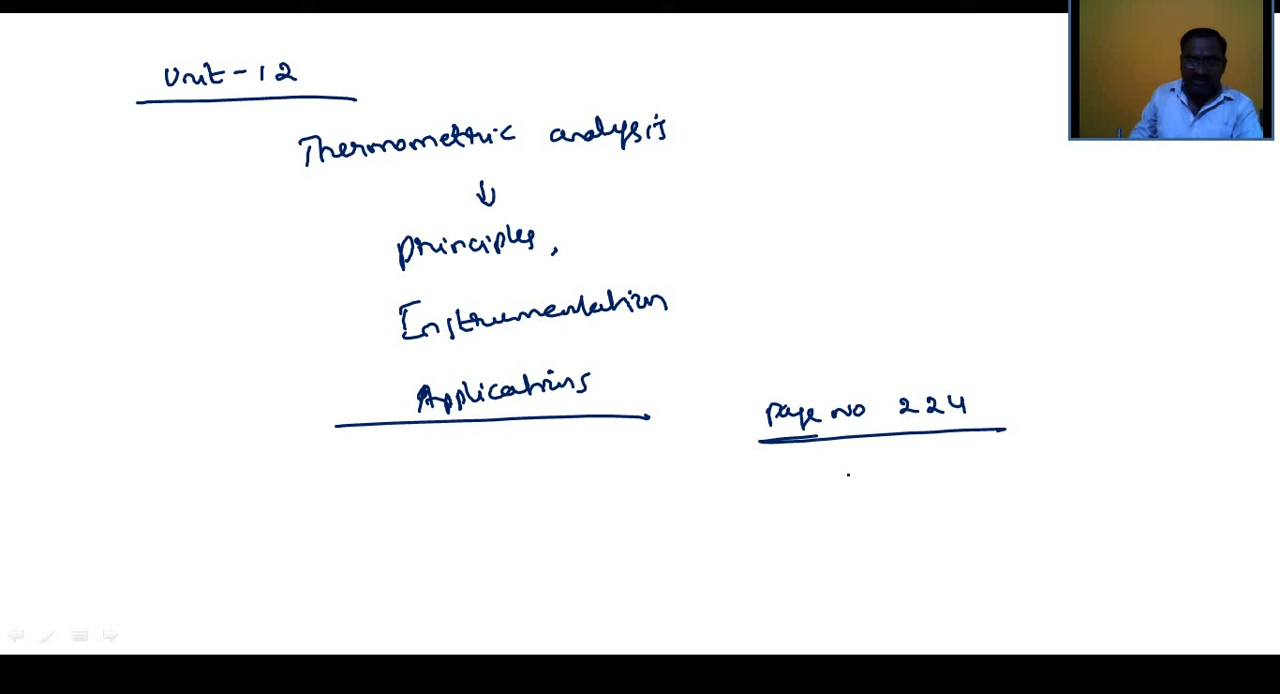 Unit - 12
Thermometric analysis
↓
principles,
Instrumentation
Applications
page no 224